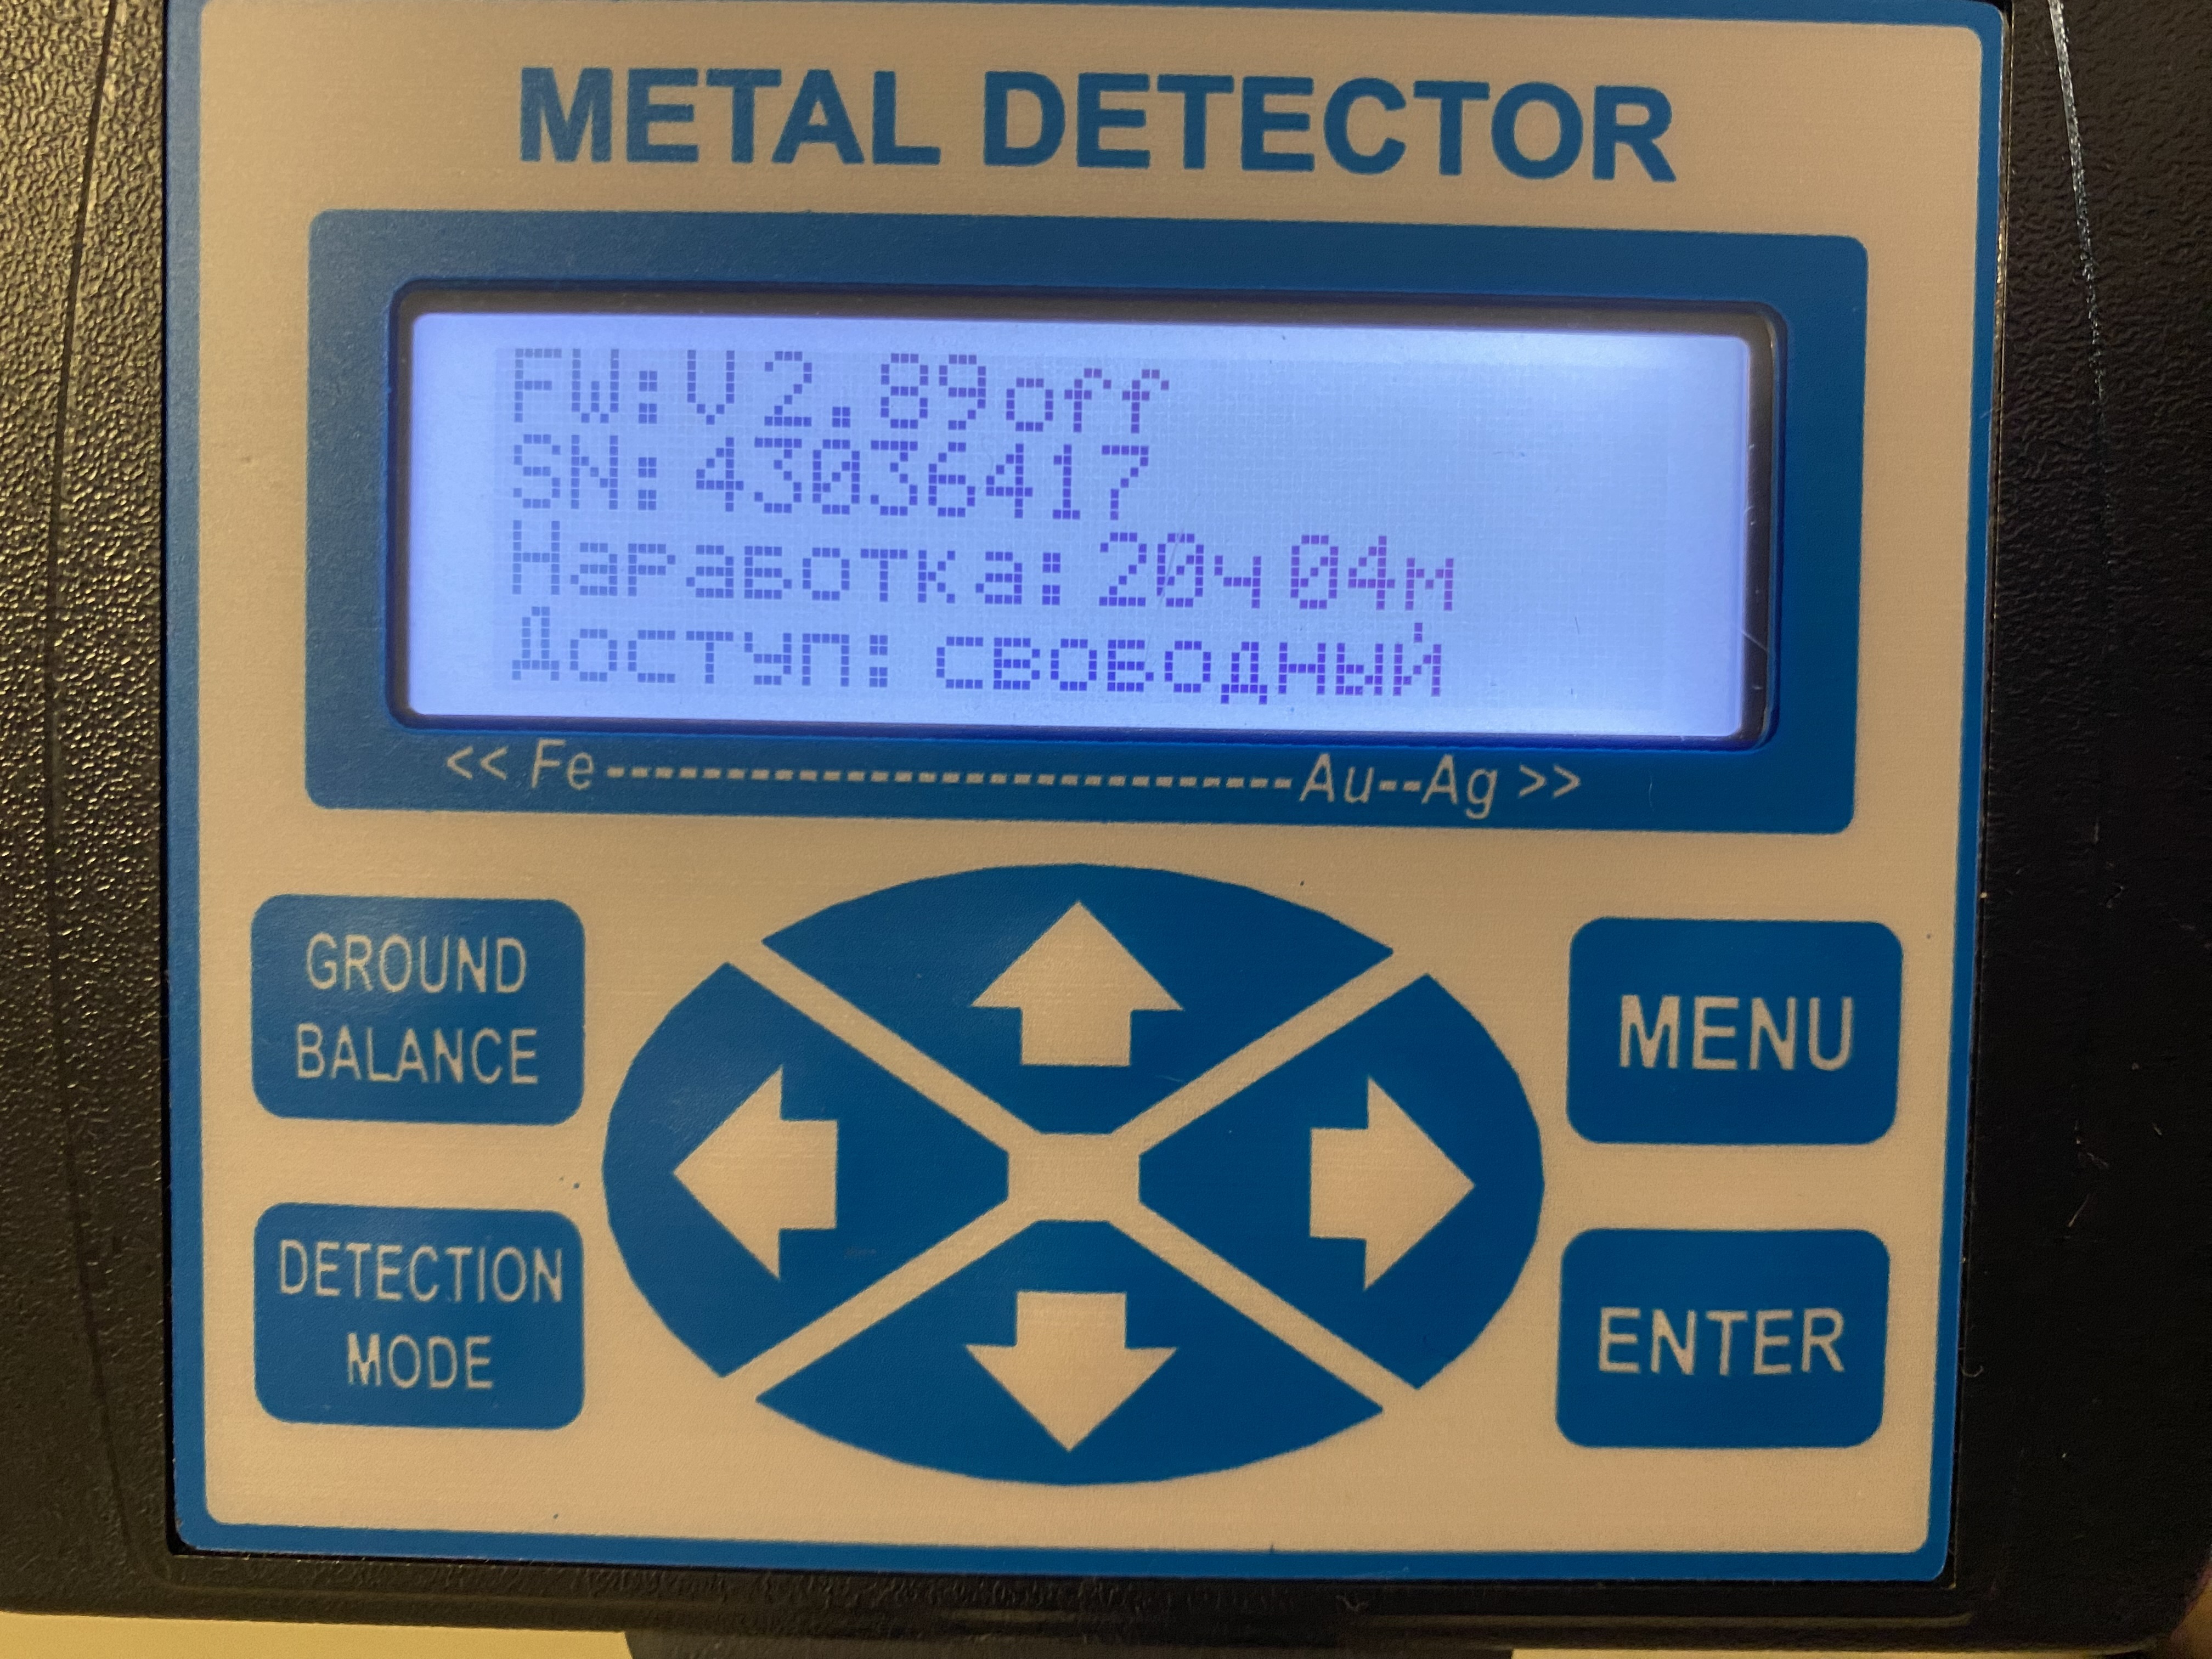 METAL DETECTOR
FW:V2.89off
SN:43036417
Наработка:20ч04м
Доступ: свободный
<< Fe-----------------------------Au--Ag >>
GROUND
BALANCE
MENU
DETECTION
MODE
ENTER